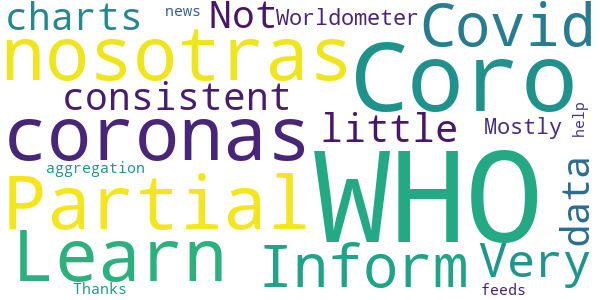 charts
news
Not
Worldometer
Covid
nosotras
Coro
consistent
coronas
little
Mostly
help
aggregation
WHO
Partial
data
Learn
Inform
Very
Thanks
feeds